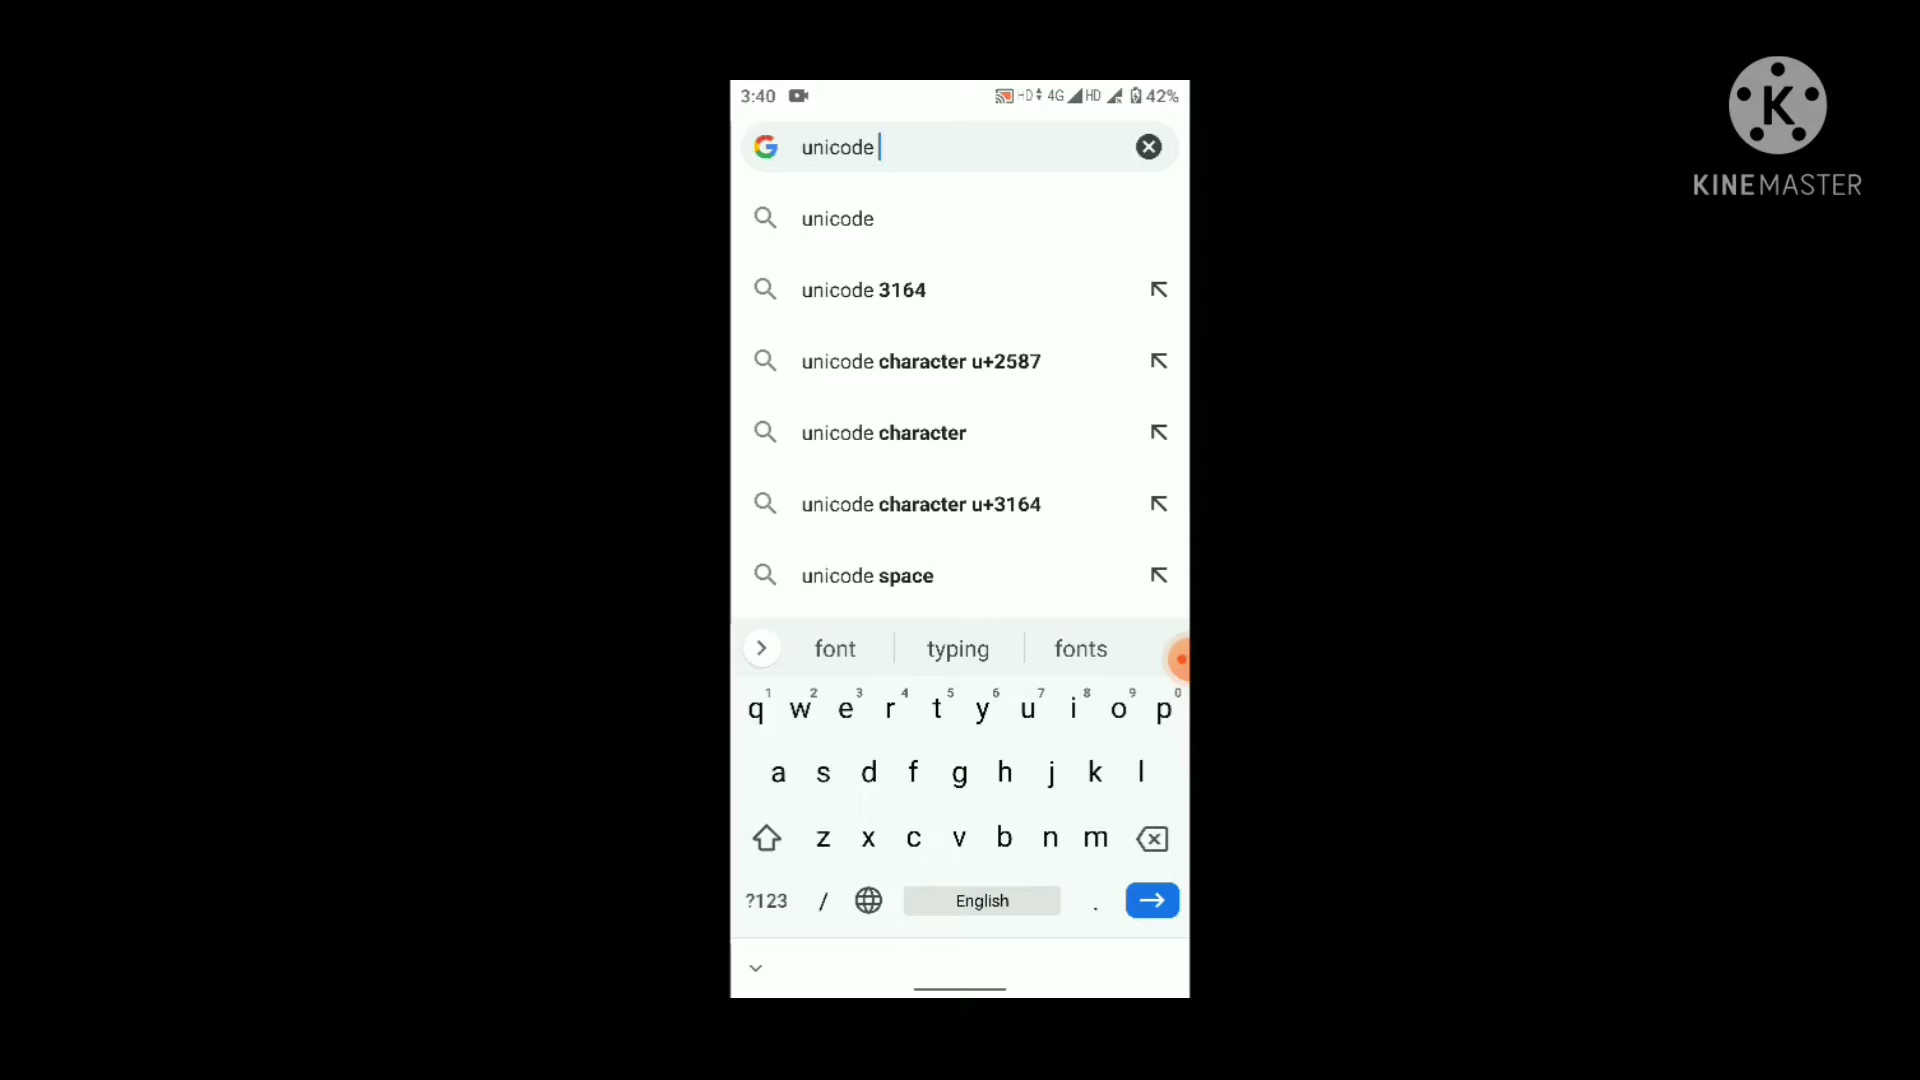 3:40 HD 4G HD 42%
unicode
unicode
unicode 3164
unicode character u+2587
unicode character
unicode character u+3164
unicode space
font typing fonts
1 2 3 4 5 6 7 8 9 0
q w e r t y u i o p
a s d f g h j k l
z x c v b n m
?123 / English .
K
KINEMASTER